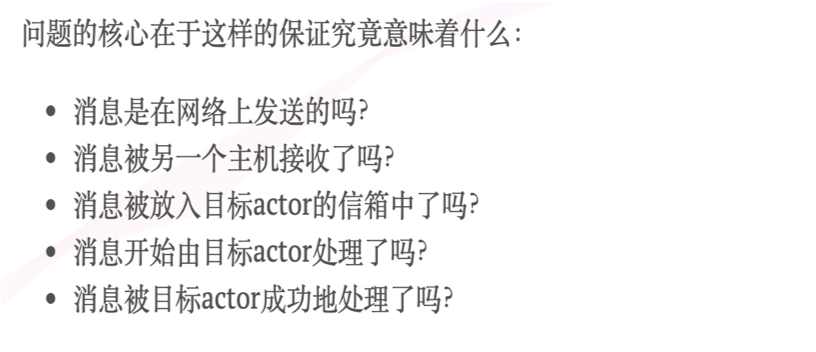 问题的核心在于这样的保证究竟意味着什么：
• 消息是在网络上发送的吗？
• 消息被另一个主机接收了吗？
• 消息被放入目标actor的信箱中了吗？
• 消息开始由目标actor处理了吗？
• 消息被目标actor成功地处理了吗？